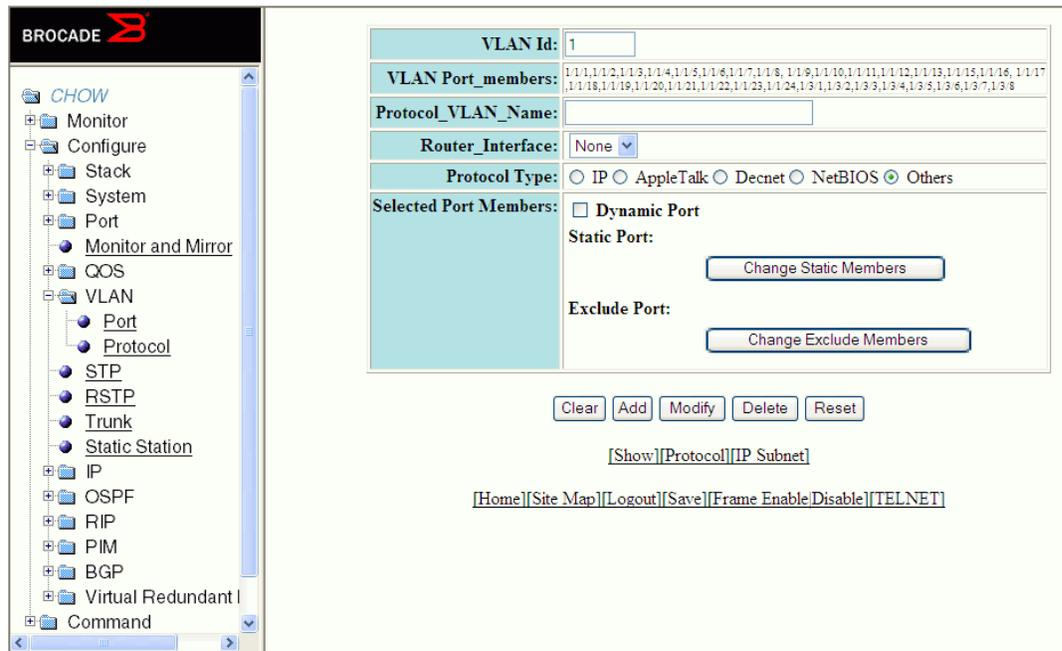 BROCADE
CHOW
Monitor
Configure
Stack
System
Port
Monitor and Mirror
QOS
VLAN
Port
Protocol
STP
RSTP
Trunk
Static Station
IP
OSPF
RIP
PIM
BGP
Virtual Redundant
Command
VLAN Id: 1
VLAN Port_members: 1/1/1,1/1/2,1/1/3,1/1/4,1/1/5,1/1/6,1/1/7,1/1/8, 1/1/9,1/1/10,1/1/11,1/1/12,1/1/13,1/1/15,1/1/16, 1/1/17
,1/1/18,1/1/19,1/1/20,1/1/21,1/1/22,1/1/23,1/1/24,1/3/1,1/3/2,1/3/3,1/3/4,1/3/5,1/3/6,1/3/7,1/3/8
Protocol_VLAN_Name:
Router_Interface: None
Protocol Type: IP AppleTalk Decnet NetBIOS Others
Selected Port Members: Dynamic Port
Static Port:
Change Static Members
Exclude Port:
Change Exclude Members
Clear Add Modify Delete Reset
[Show][Protocol][IP Subnet]
[Home][Site Map][Logout][Save][Frame Enable|Disable][TELNET]